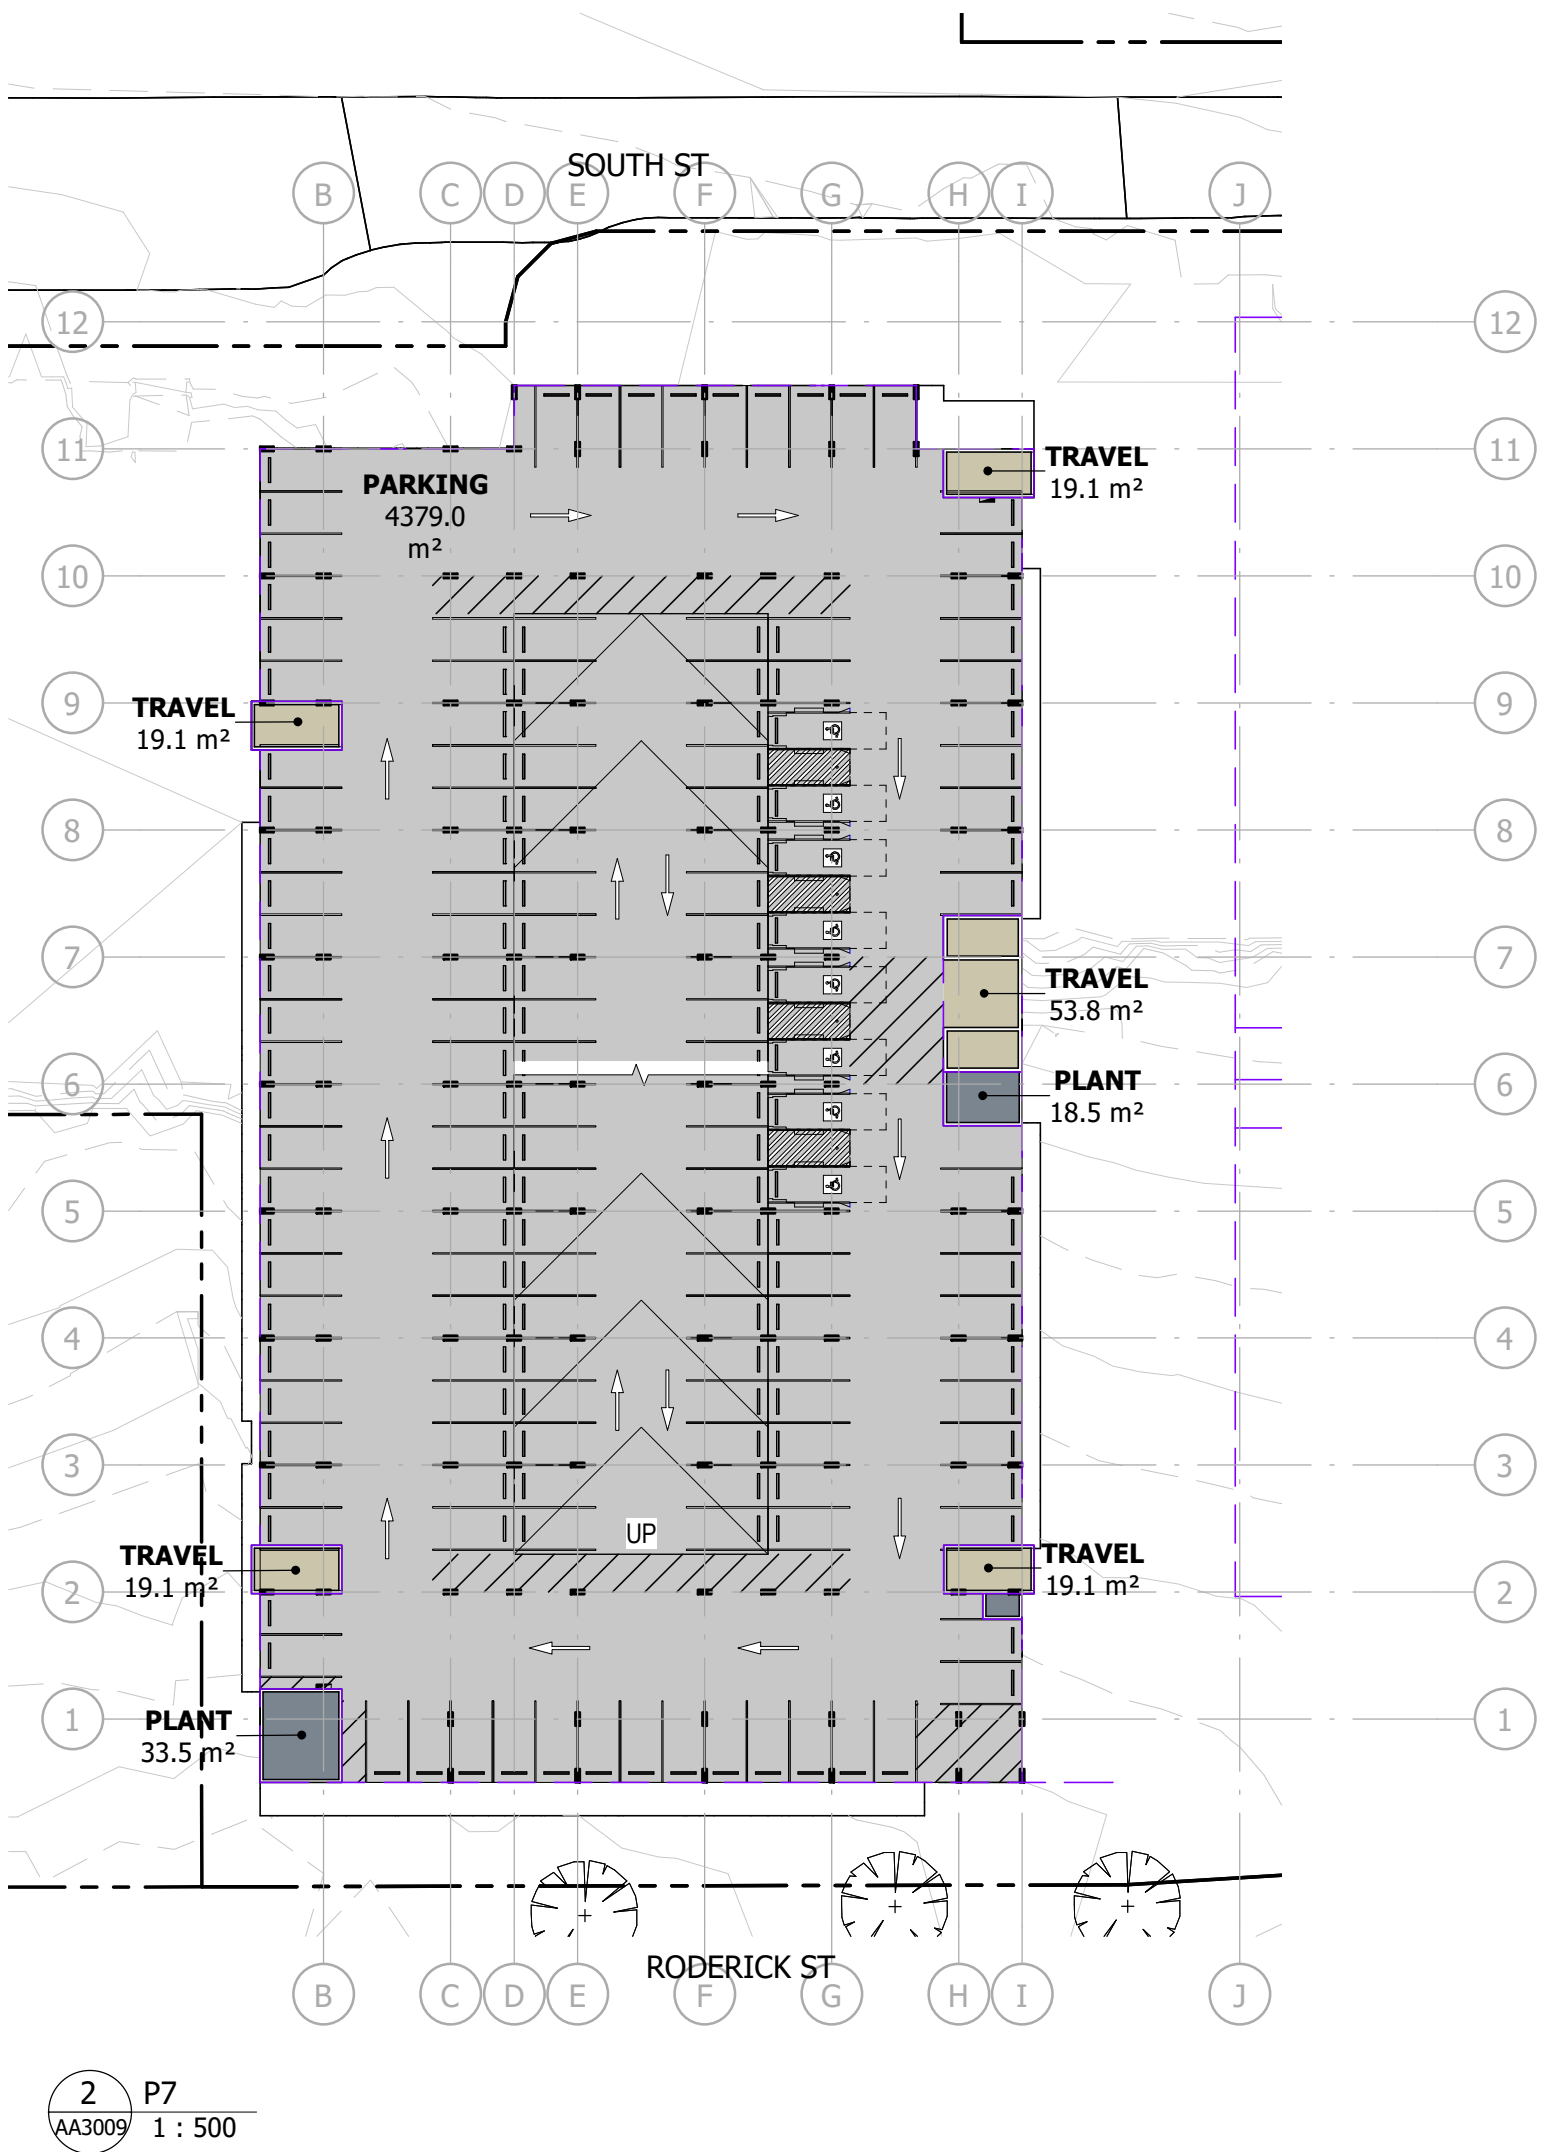 SOUTH ST
B C D E F G H I J
12 12
11 11
TRAVEL
19.1 m²
PARKING
4379.0
m²
10 10
9 9
TRAVEL
19.1 m²
8 8
7 7
TRAVEL
53.8 m²
6 6
PLANT
18.5 m²
5 5
4 4
3 3
UP
TRAVEL
19.1 m²
TRAVEL
19.1 m²
2 2
1 1
PLANT
33.5 m²
RODERICK ST
B C D E F G H I J
2 P7
AA3009 1 : 500